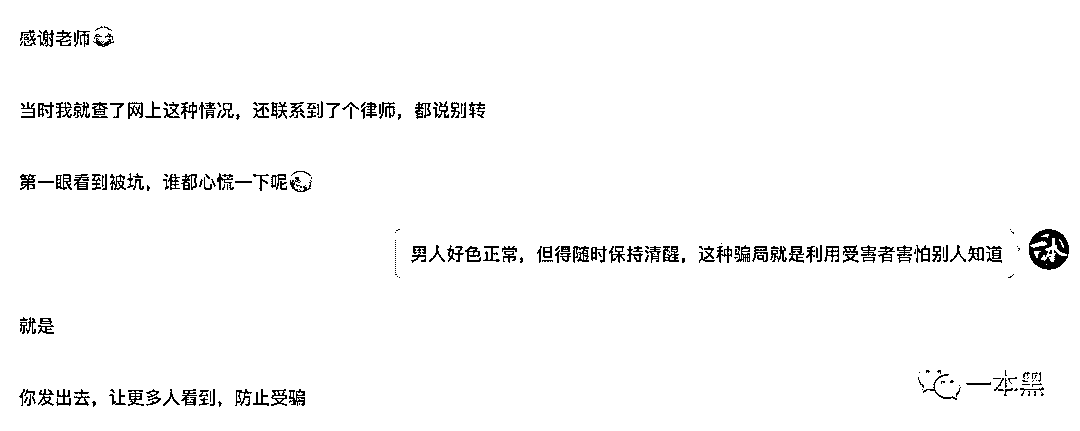 感谢老师
当时我就查了网上这种情况，还联系到了个律师，都说别转
第一眼看到被坑，谁都心慌一下呢
男人好色正常，但得随时保持清醒，这种骗局就是利用受害者害怕别人知道
就是
你发出去，让更多人看到，防止受骗
一本黑